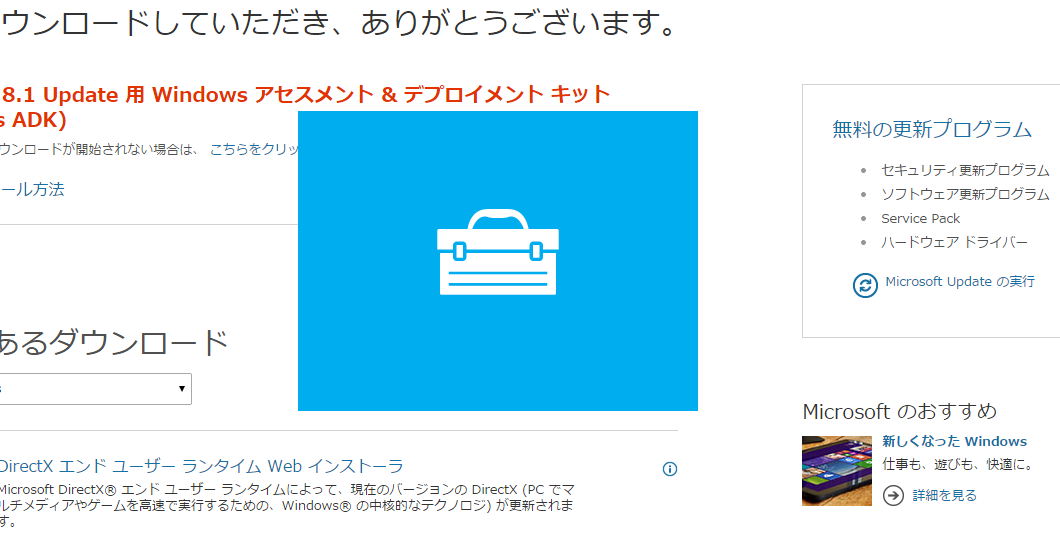 ウンロードしていただき、ありがとうございます。
8.1 Update 用 Windows アセスメント & デプロイメント キット
s ADK)
ウンロードが開始されない場合は、 こちらをクリッ
ール方法
あるダウンロード
DirectX エンド ユーザー ランタイム Web インストーラ
Microsoft DirectX® エンド ユーザー ランタイムによって、現在のバージョンの DirectX (PC でマ
ルチメディアやゲームを高速で実行するための、Windows® の中核的なテクノロジ) が更新されま
す。
無料の更新プログラム
セキュリティ更新プログラム
ソフトウェア更新プログラム
Service Pack
ハードウェア ドライバー
Microsoft Update の実行
Microsoft のおすすめ
新しくなった Windows
仕事も、遊びも、快適に。
詳細を見る